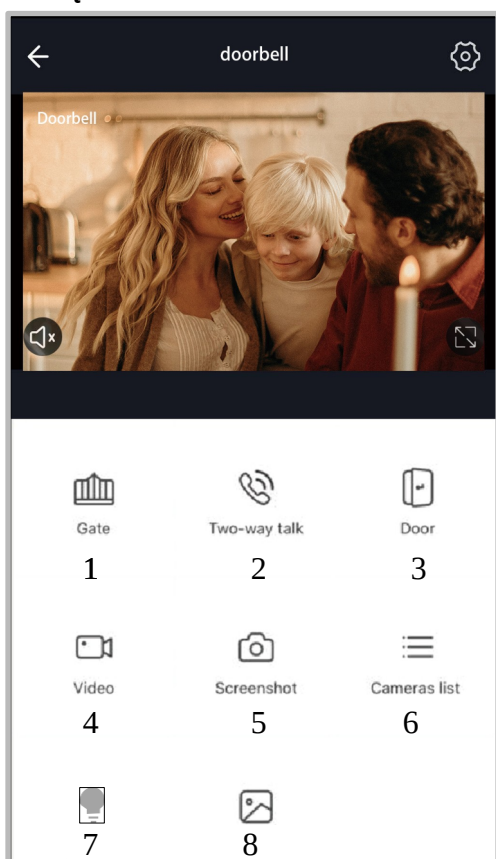 doorbell
Doorbell
Gate Two-way talk Door
1 2 3
Video Screenshot Cameras list
4 5 6
7 8